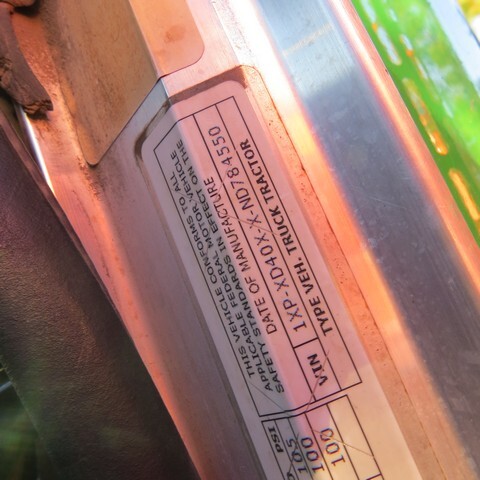 THIS VEHICLE CONFORMS TO ALL
APPLICABLE FEDERAL MOTOR VEHICLE
SAFETY STANDARDS IN EFFECT ON THE
DATE OF MANUFACTURE
VIN 1XP-XD40X-X-ND784550
TYPE VEH. TRUCK TRACTOR
PSI
105
100
100